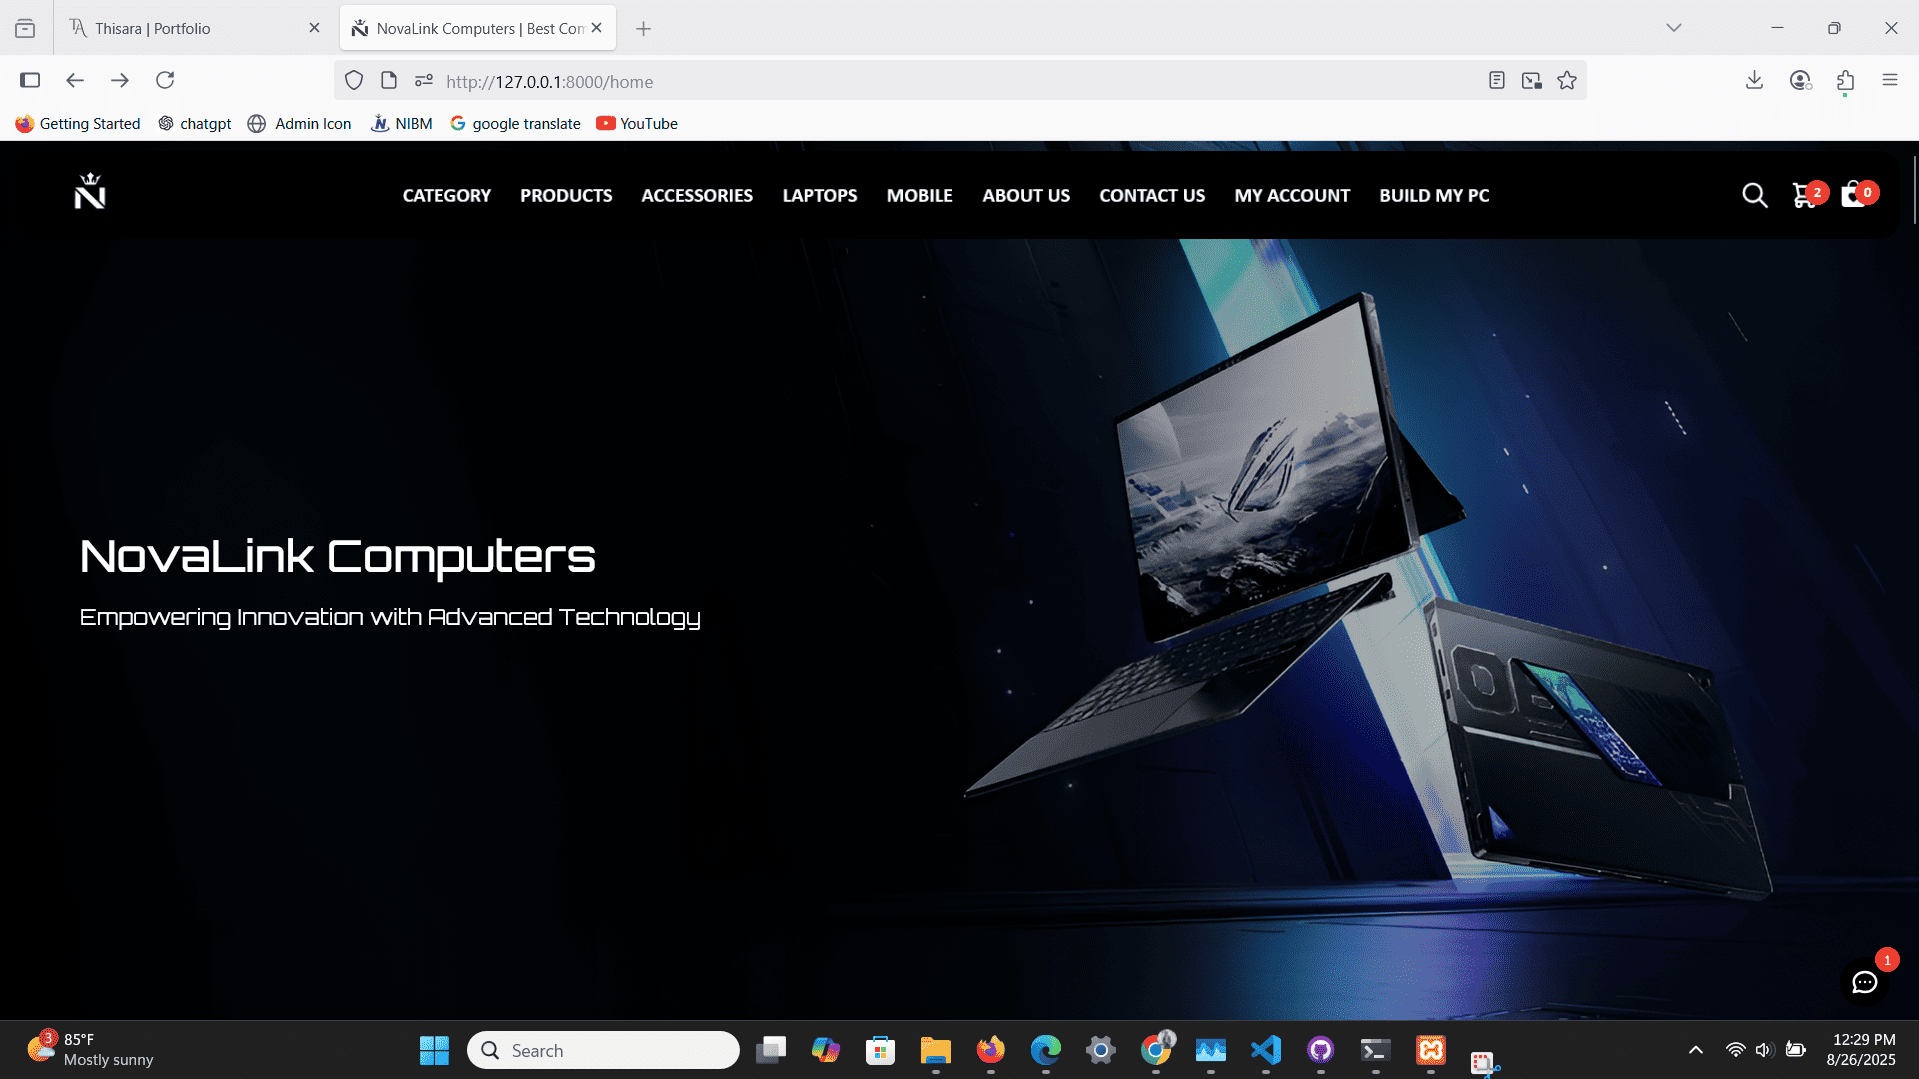 Thisara | Portfolio
NovaLink Computers | Best Com
http://127.0.0.1:8000/home
Getting Started chatgpt Admin Icon NIBM google translate YouTube
N CATEGORY PRODUCTS ACCESSORIES LAPTOPS MOBILE ABOUT US CONTACT US MY ACCOUNT BUILD MY PC 2 0
NovaLink Computers
Empowering Innovation with Advanced Technology
1
3 85°F
Mostly sunny
Search
12:29 PM
8/26/2025